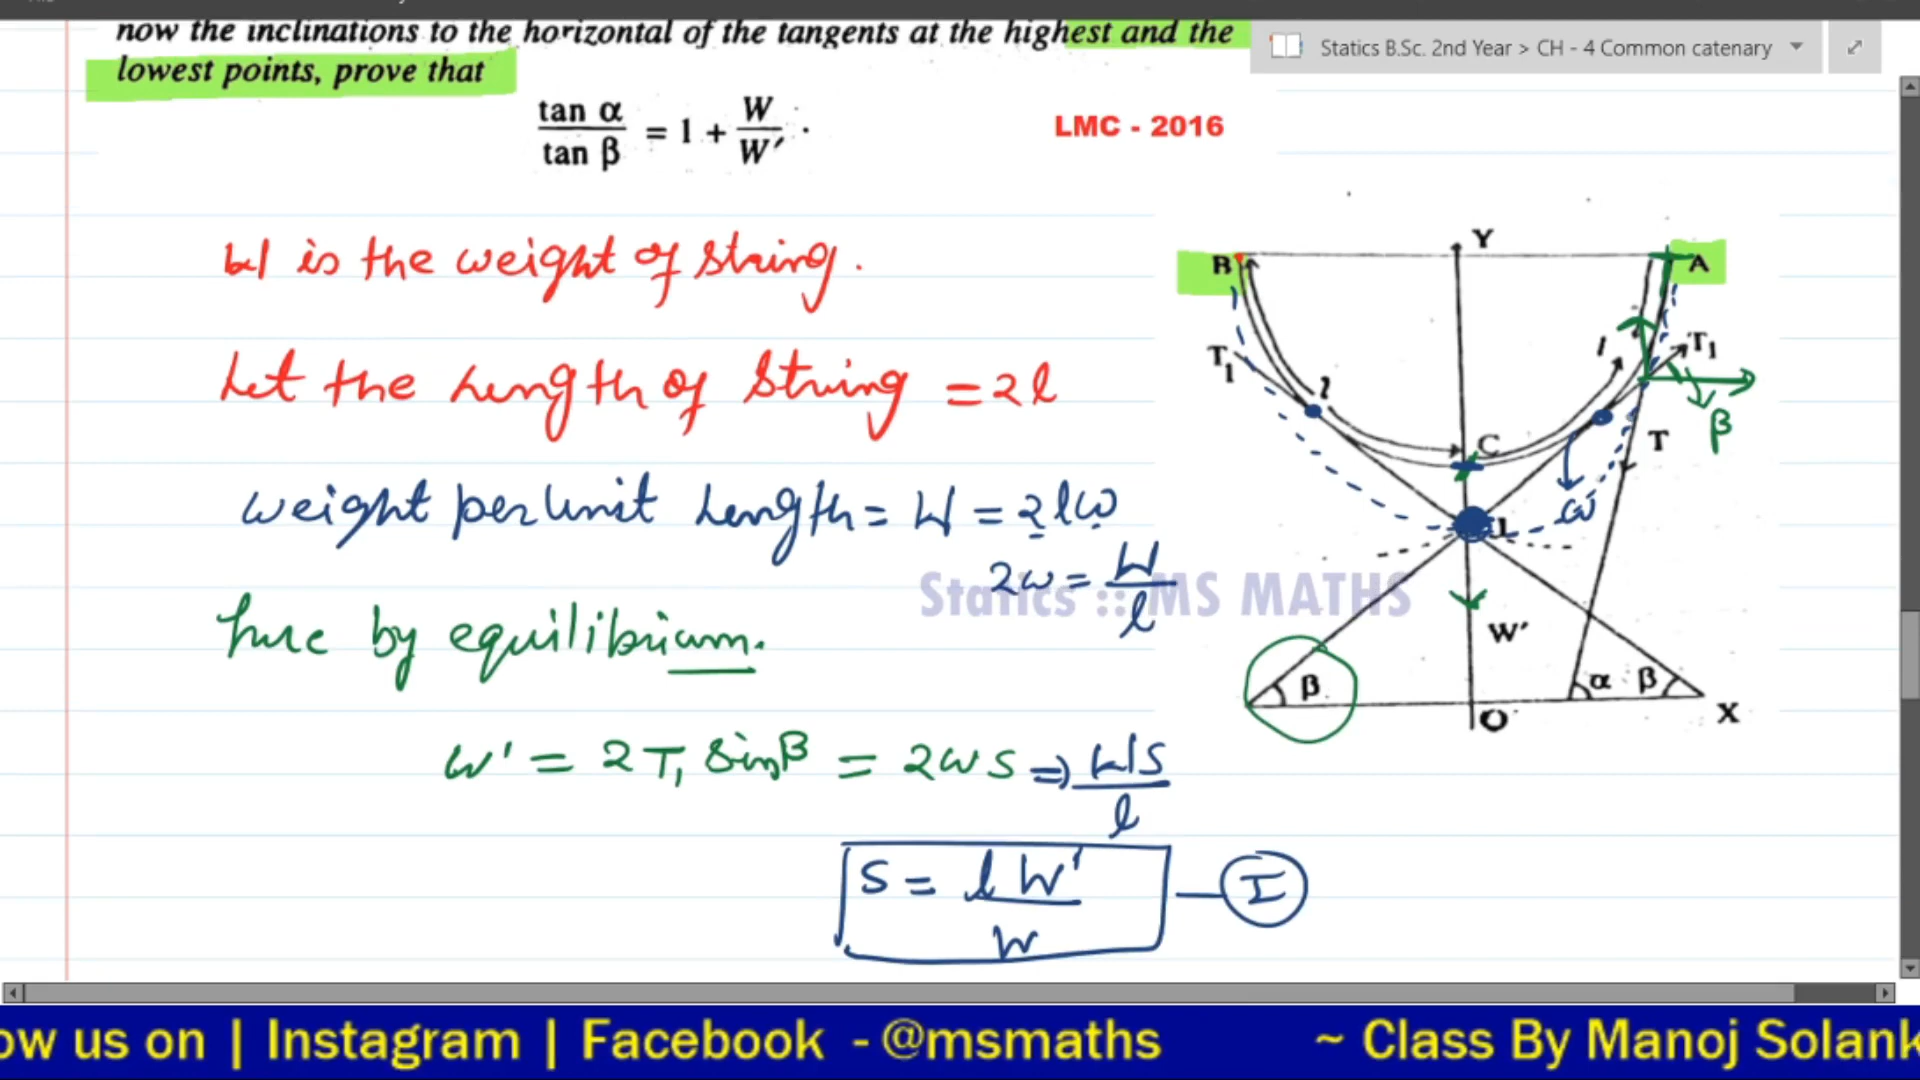 now the inclinations to the horizontal of the tangents at the highest and the
lowest points, prove that
Statics B.Sc. 2nd Year > CH - 4 Common catenary
tan α / tan β = 1 + W / W′ .
LMC - 2016
W is the weight of string.
Let the Length of String = 2l
weight per unit Length = W = 2lω
2ω = W / l
here by equilibrium.
W' = 2T₁ sin β = 2ωs ⇒ Ws / l
s = lW' / W — I
Y
B
A
T₁
T₁
l
l
C
β
T
ω
L
W′
β
α
β
O
X
Statics :: MS MATHS
ow us on | Instagram | Facebook - @msmaths
~ Class By Manoj Solank